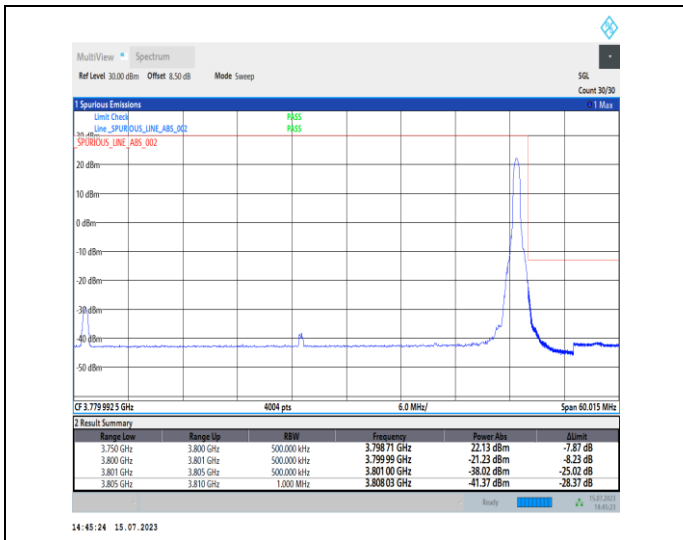 MultiView Spectrum
Ref Level 30.00 dBm Offset 8.50 dB Mode Sweep SGL
Count 30/30
1 Spurious Emissions 1 Max
Limit Check PASS
Line _SPURIOUS_LINE_ABS_002 PASS
_SPURIOUS_LINE_ABS_002
20 dBm
10 dBm
0 dBm
-10 dBm
-20 dBm
-30 dBm
-40 dBm
-50 dBm
CF 3.779 992 5 GHz 4004 pts 6.0 MHz/ Span 60.015 MHz
2 Result Summary
Range Low Range Up RBW Frequency Power Abs ΔLimit
3.750 GHz 3.800 GHz 500.000 kHz 3.798 71 GHz 22.13 dBm -7.87 dB
3.800 GHz 3.801 GHz 500.000 kHz 3.799 99 GHz -21.23 dBm -8.23 dB
3.801 GHz 3.805 GHz 500.000 kHz 3.801 00 GHz -38.02 dBm -25.02 dB
3.805 GHz 3.810 GHz 1.000 MHz 3.808 03 GHz -41.37 dBm -28.37 dB
Ready 15.07.2023
14:45:23
14:45:24 15.07.2023